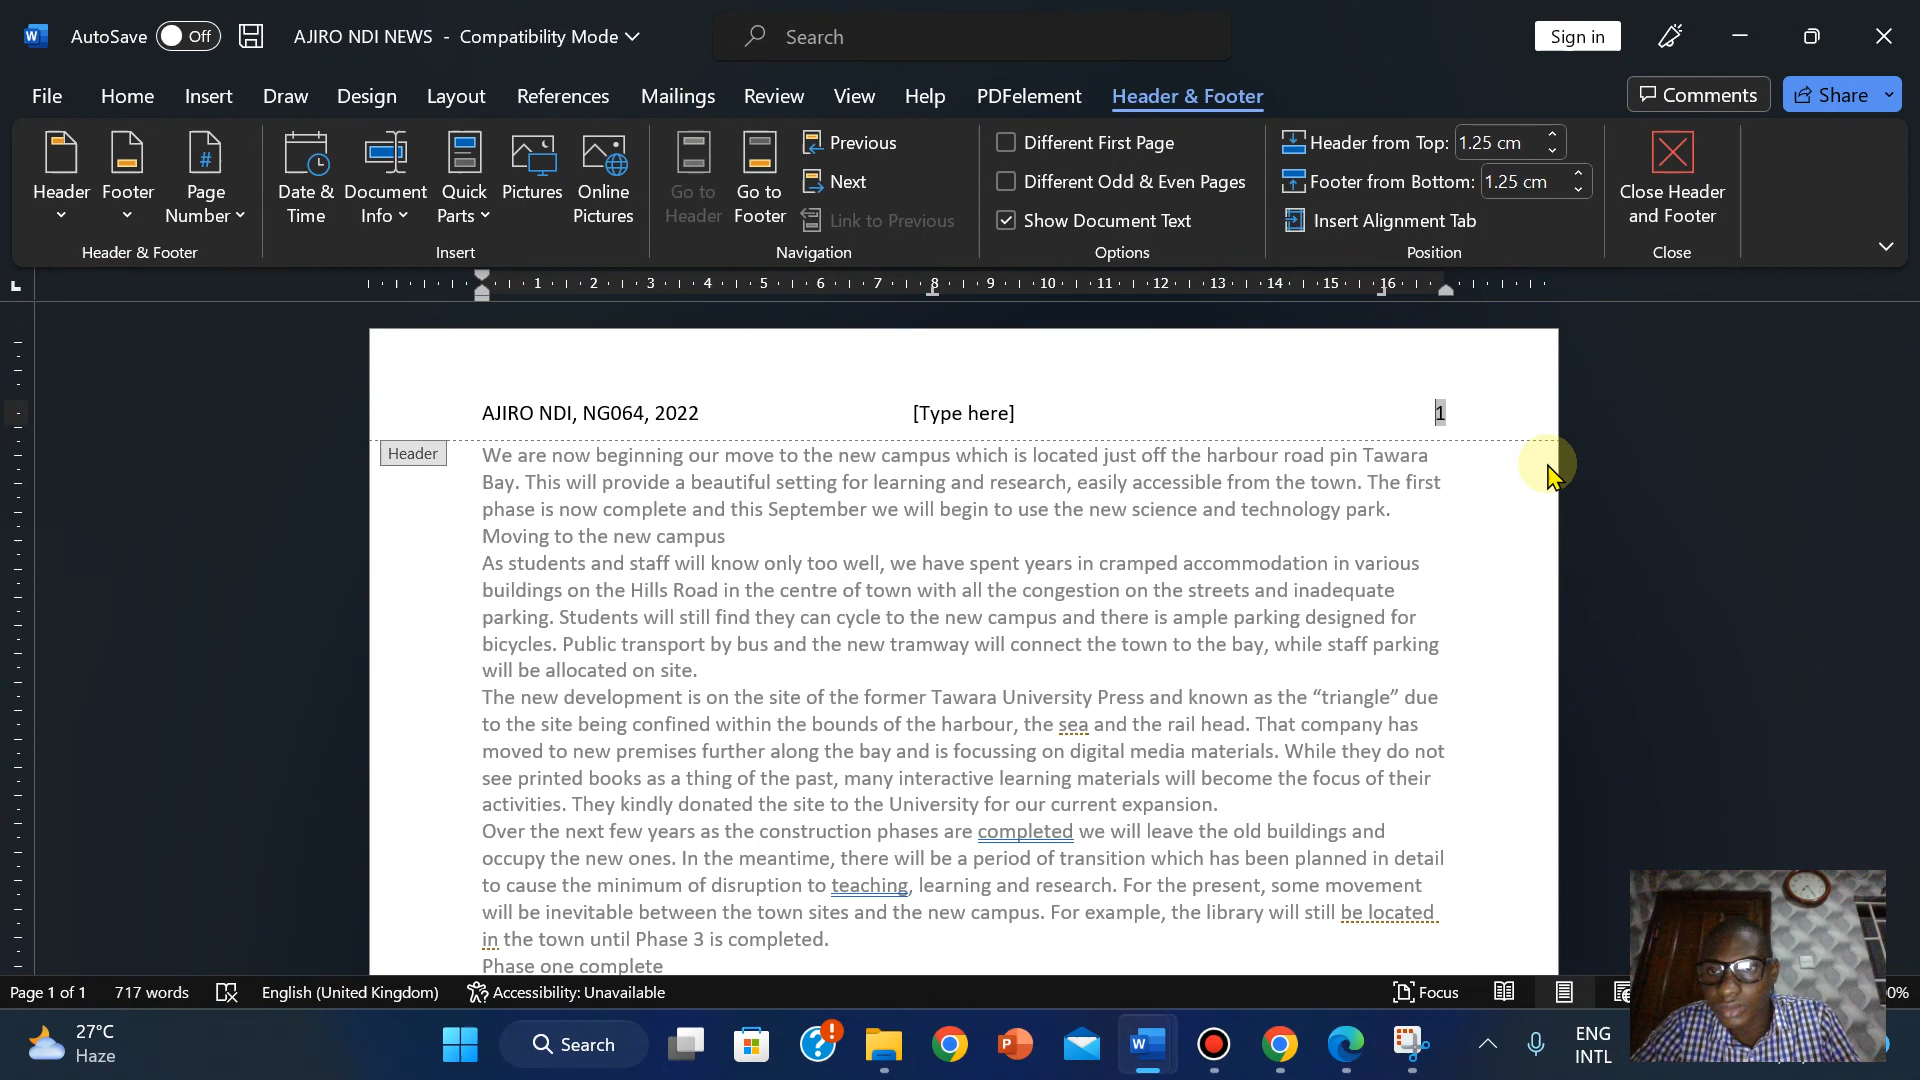 AutoSave Off AJIRO NDI NEWS - Compatibility Mode Search Sign in
File Home Insert Draw Design Layout References Mailings Review View Help PDFelement Header & Footer Comments Share
Header Footer Page Number
Header & Footer
Date & Time Document Info Quick Parts Pictures Online Pictures
Insert
Go to Header Go to Footer Previous Next Link to Previous
Navigation
Different First Page
Different Odd & Even Pages
Show Document Text
Options
Header from Top: 1.25 cm
Footer from Bottom: 1.25 cm
Insert Alignment Tab
Position
Close Header and Footer
Close
1 2 3 4 5 6 7 8 9 10 11 12 13 14 15 16
AJIRO NDI, NG064, 2022 [Type here] 1
Header
We are now beginning our move to the new campus which is located just off the harbour road pin Tawara
Bay. This will provide a beautiful setting for learning and research, easily accessible from the town. The first
phase is now complete and this September we will begin to use the new science and technology park.
Moving to the new campus
As students and staff will know only too well, we have spent years in cramped accommodation in various
buildings on the Hills Road in the centre of town with all the congestion on the streets and inadequate
parking. Students will still find they can cycle to the new campus and there is ample parking designed for
bicycles. Public transport by bus and the new tramway will connect the town to the bay, while staff parking
will be allocated on site.
The new development is on the site of the former Tawara University Press and known as the “triangle” due
to the site being confined within the bounds of the harbour, the sea and the rail head. That company has
moved to new premises further along the bay and is focussing on digital media materials. While they do not
see printed books as a thing of the past, many interactive learning materials will become the focus of their
activities. They kindly donated the site to the University for our current expansion.
Over the next few years as the construction phases are completed we will leave the old buildings and
occupy the new ones. In the meantime, there will be a period of transition which has been planned in detail
to cause the minimum of disruption to teaching, learning and research. For the present, some movement
will be inevitable between the town sites and the new campus. For example, the library will still be located
in the town until Phase 3 is completed.
Phase one complete
Page 1 of 1 717 words English (United Kingdom) Accessibility: Unavailable Focus 0%
27°C
Haze
Search
ENG
INTL